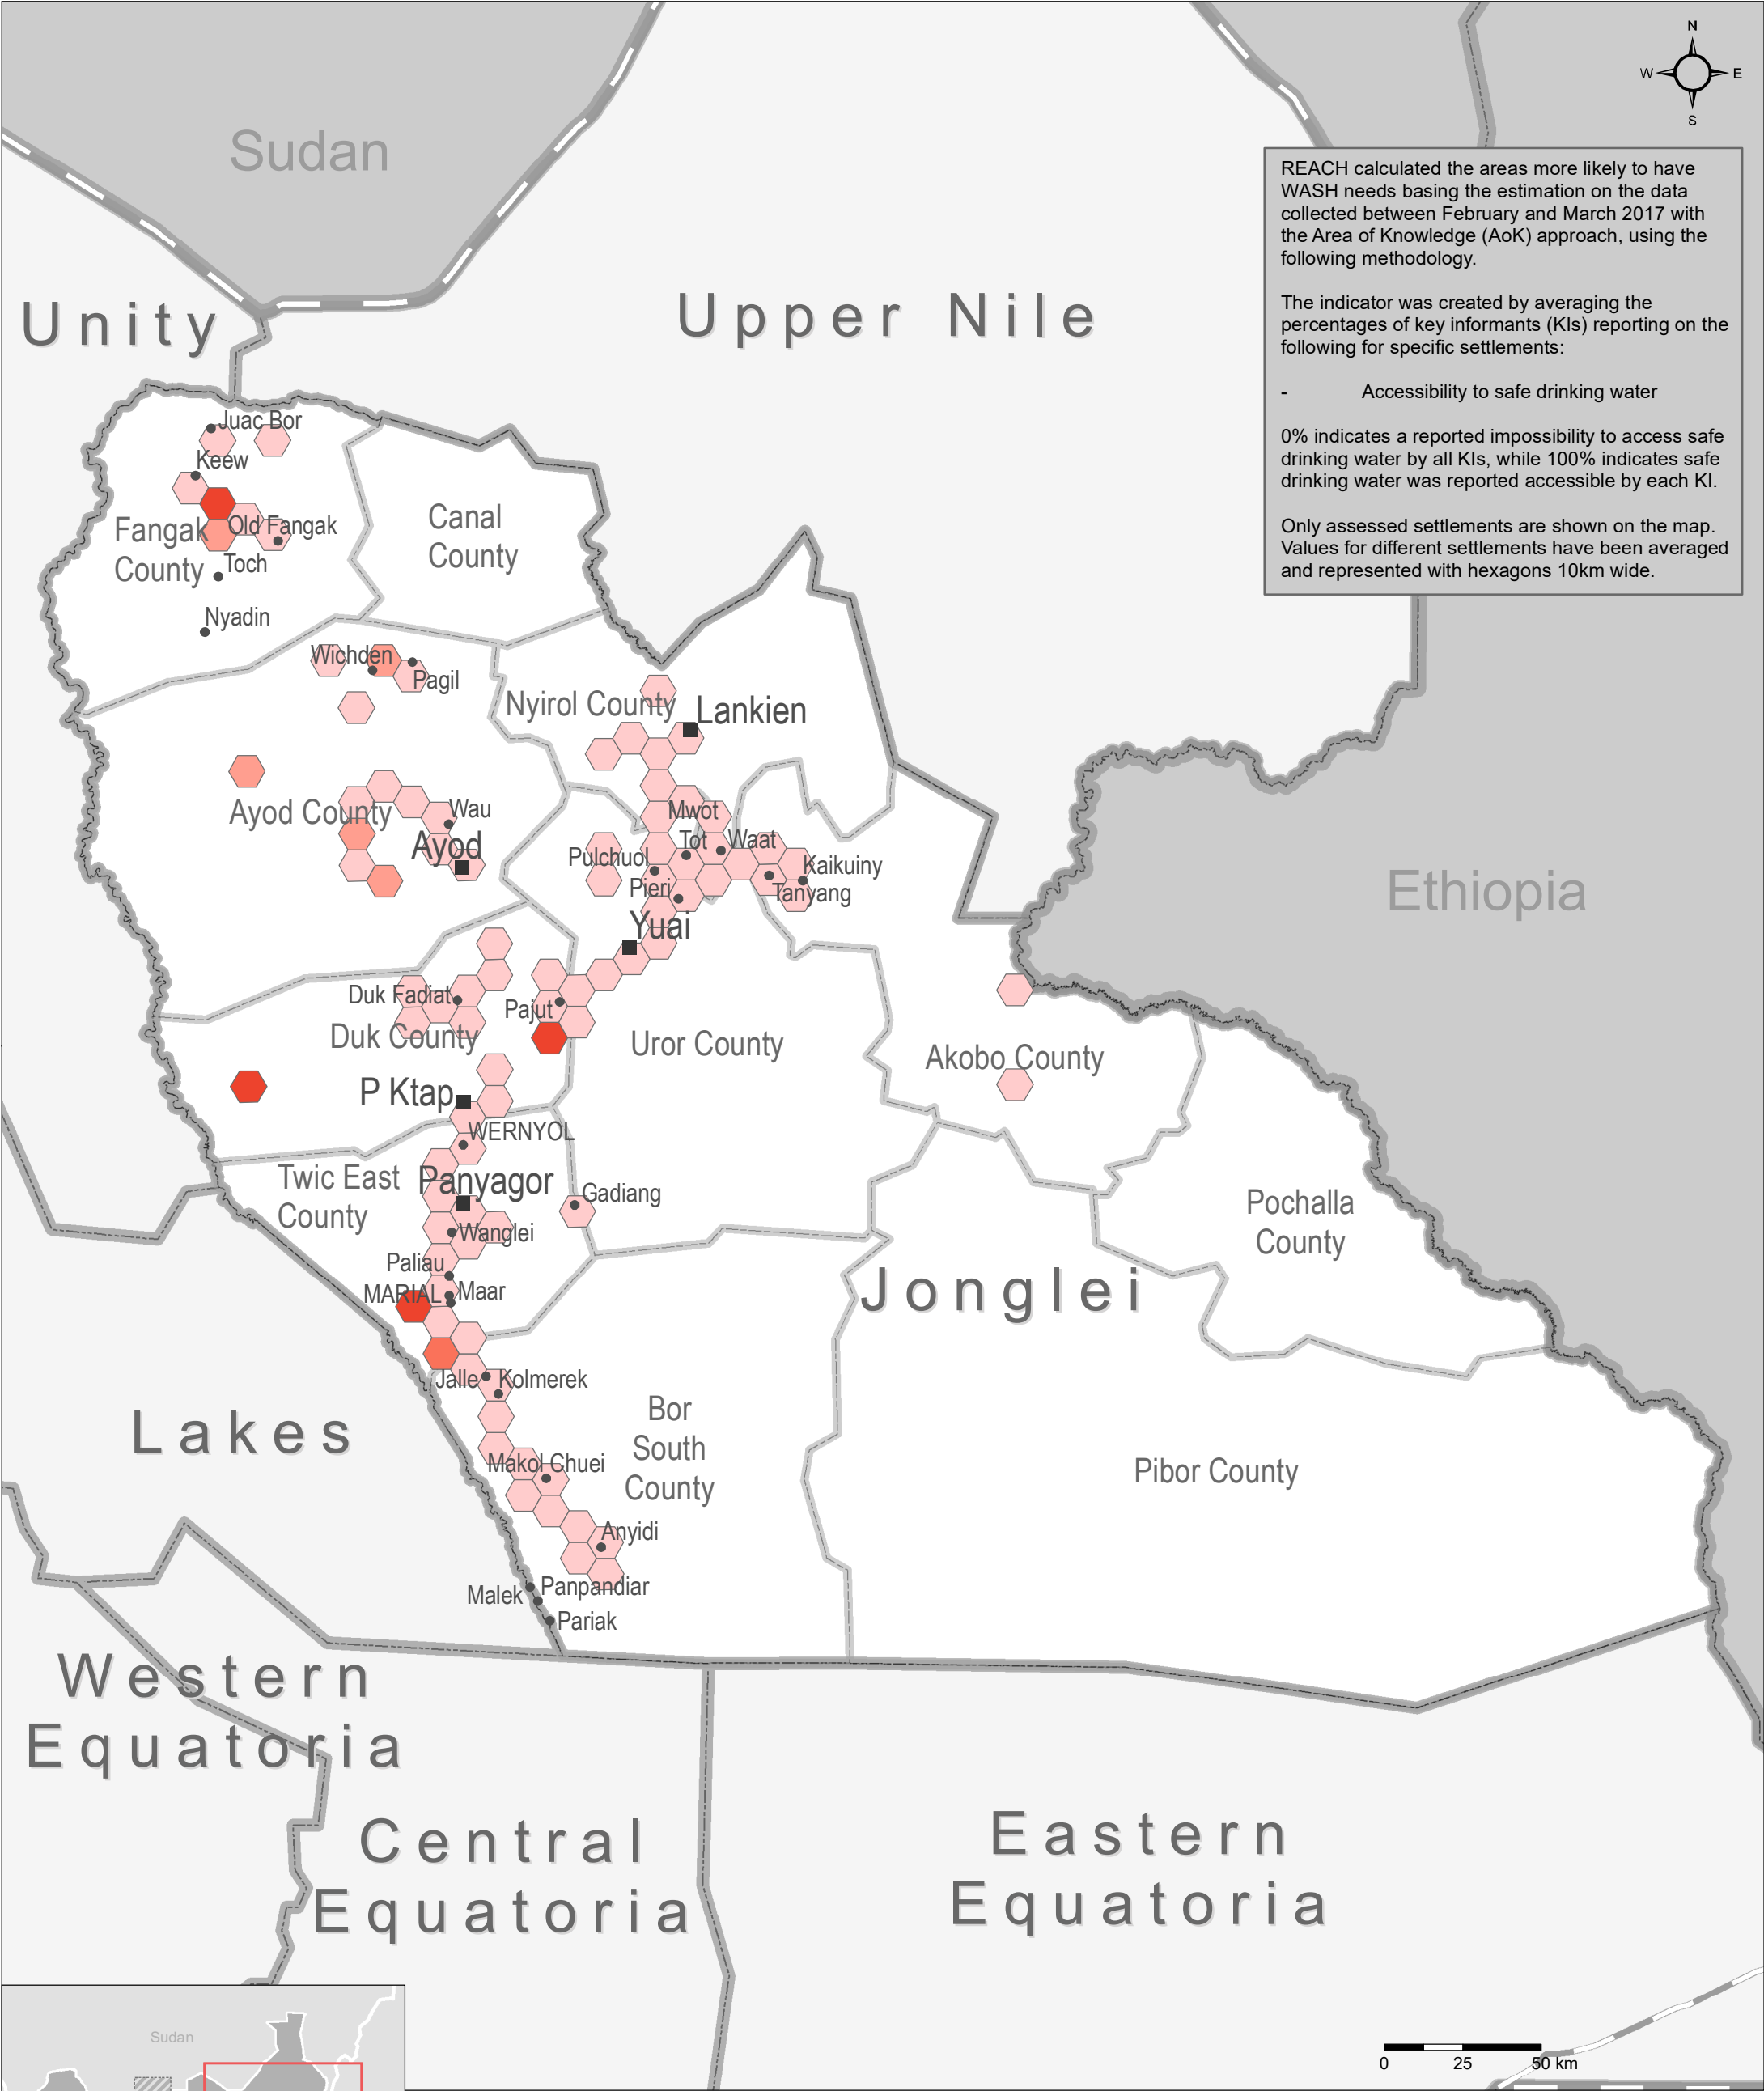 N
W
E
S
Sudan
REACH calculated the areas more likely to have
WASH needs basing the estimation on the data
collected between February and March 2017 with
the Area of Knowledge (AoK) approach, using the
following methodology.
The indicator was created by averaging the
percentages of key informants (KIs) reporting on the
following for specific settlements:
- Accessibility to safe drinking water
0% indicates a reported impossibility to access safe
drinking water by all KIs, while 100% indicates safe
drinking water was reported accessible by each KI.
Only assessed settlements are shown on the map.
Values for different settlements have been averaged
and represented with hexagons 10km wide.
Unity
Upper Nile
Juac Bor
Keew
Canal
County
Fangak
County
Old Fangak
Toch
Nyadin
Wichden
Pagil
Nyirol County
Lankien
Ayod County
Wau
Ayod
Mwot
Tot
Waat
Pulchuol
Kaikuiny
Pieri
Tanyang
Yuai
Ethiopia
Duk Fadiat
Pajut
Duk County
Uror County
Akobo County
P Ktap
WERNYOL
Twic East
County
Panyagor
Gadiang
Wanglei
Pochalla
County
Paliau
MARIAL
Maar
Jonglei
Jalle
Kolmerek
Lakes
Bor
South
County
Makol Chuei
Pibor County
Anyidi
Malek
Panpandiar
Pariak
Western
Equatoria
Central
Equatoria
Eastern
Equatoria
Sudan
0 25 50 km